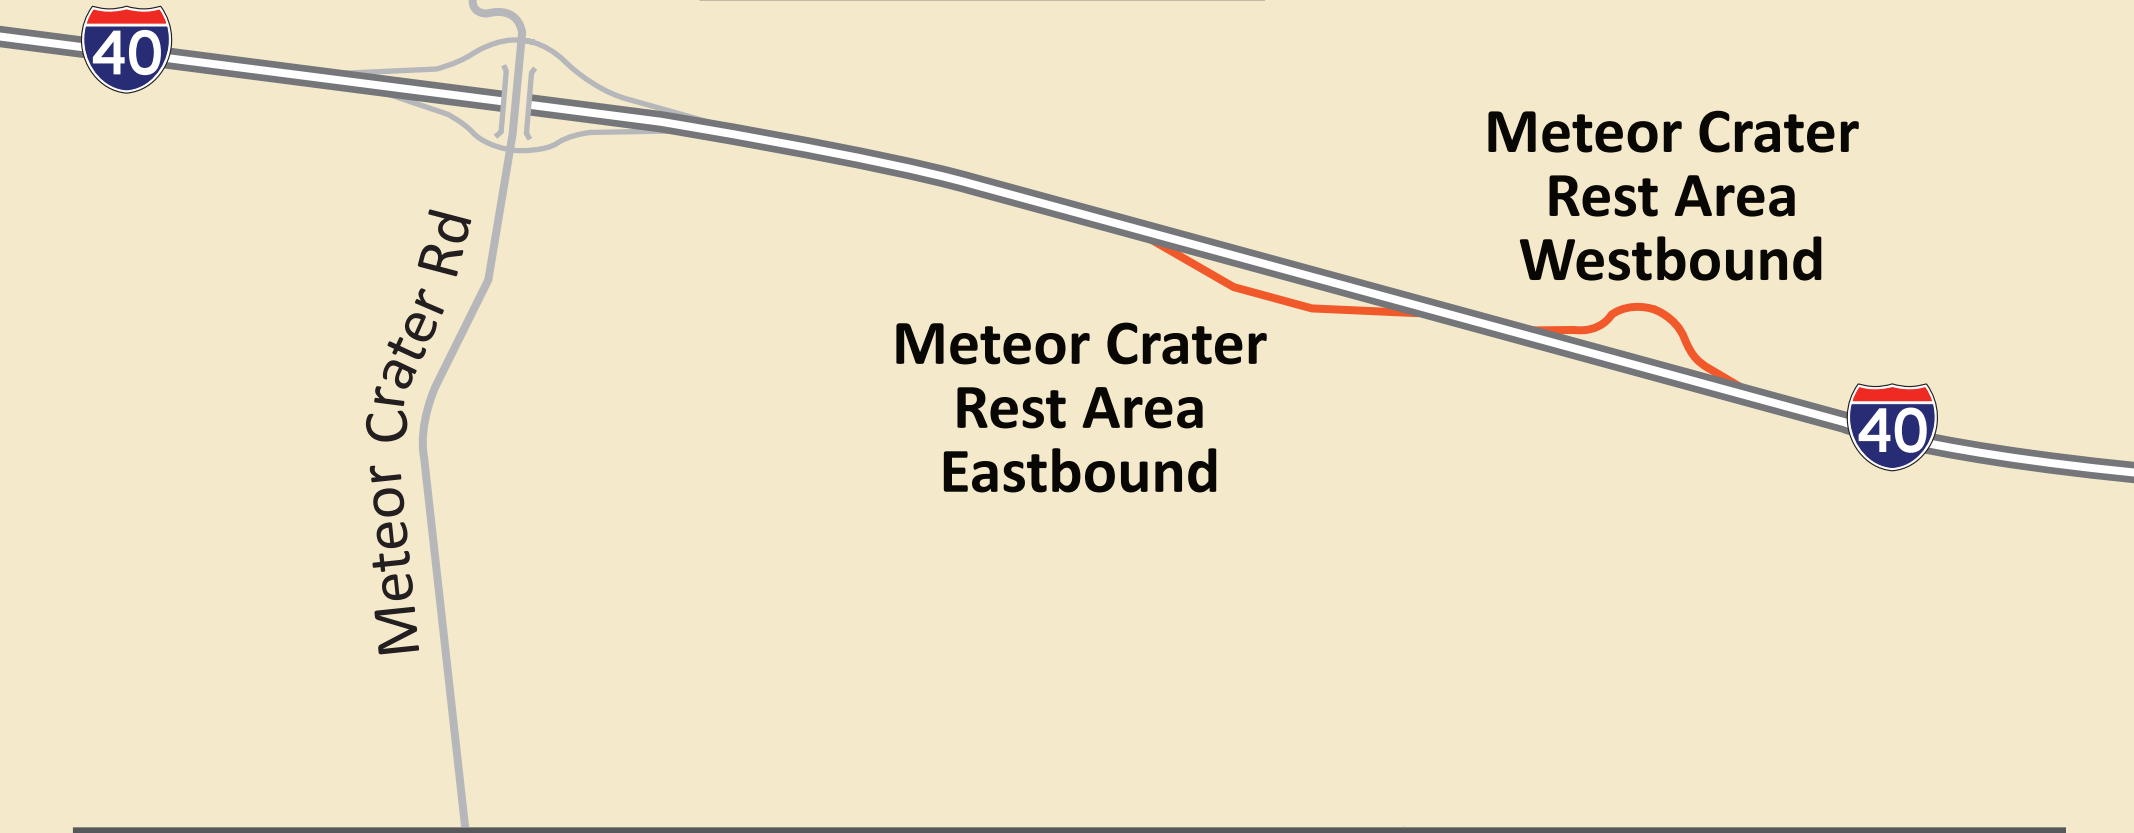 40
Meteor Crater
Rest Area
Westbound
Meteor Crater Rd
Meteor Crater
Rest Area
Eastbound
40